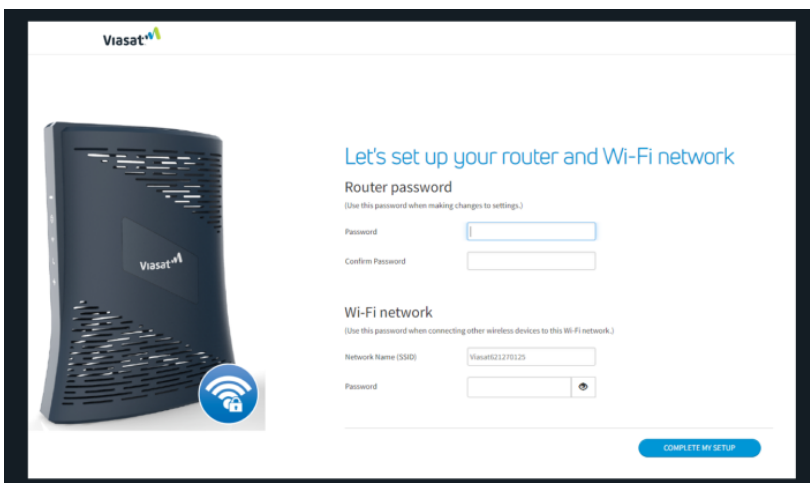 Viasat
Let's set up your router and Wi-Fi network
Router password
(Use this password when making changes to settings.)
Password
Confirm Password
Viasat
Wi-Fi network
(Use this password when connecting other wireless devices to this Wi-Fi network.)
Network Name (SSID) Viasat621270125
Password
COMPLETE MY SETUP